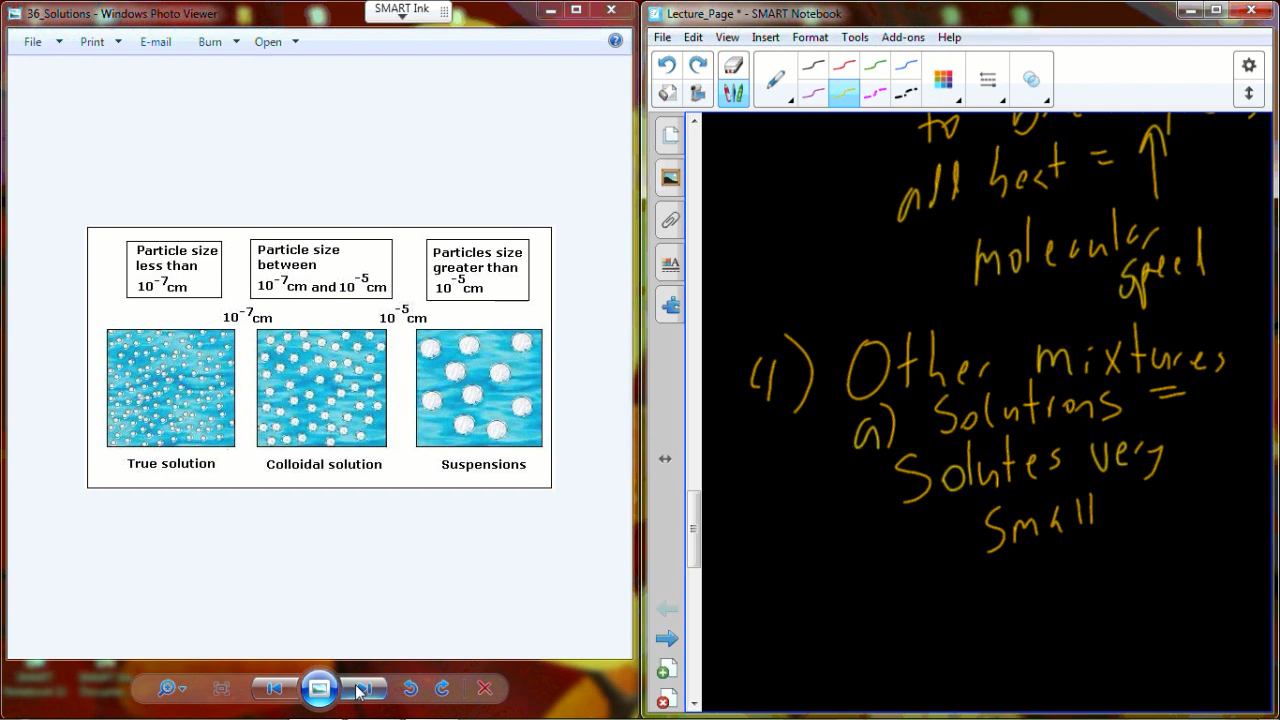 36_Solutions - Windows Photo Viewer
SMART Ink
File Print E-mail Burn Open
Particle size
less than
10⁻⁷cm
Particle size
between
10⁻⁷cm and 10⁻⁵cm
Particles size
greater than
10⁻⁵cm
10⁻⁷cm
10⁻⁵cm
True solution
Colloidal solution
Suspensions
Lecture_Page * - SMART Notebook
File Edit View Insert Format Tools Add-ons Help
to
all heat = ↑
molecular
speed
4) Other mixtures
a) Solutions =
Solutes very
small